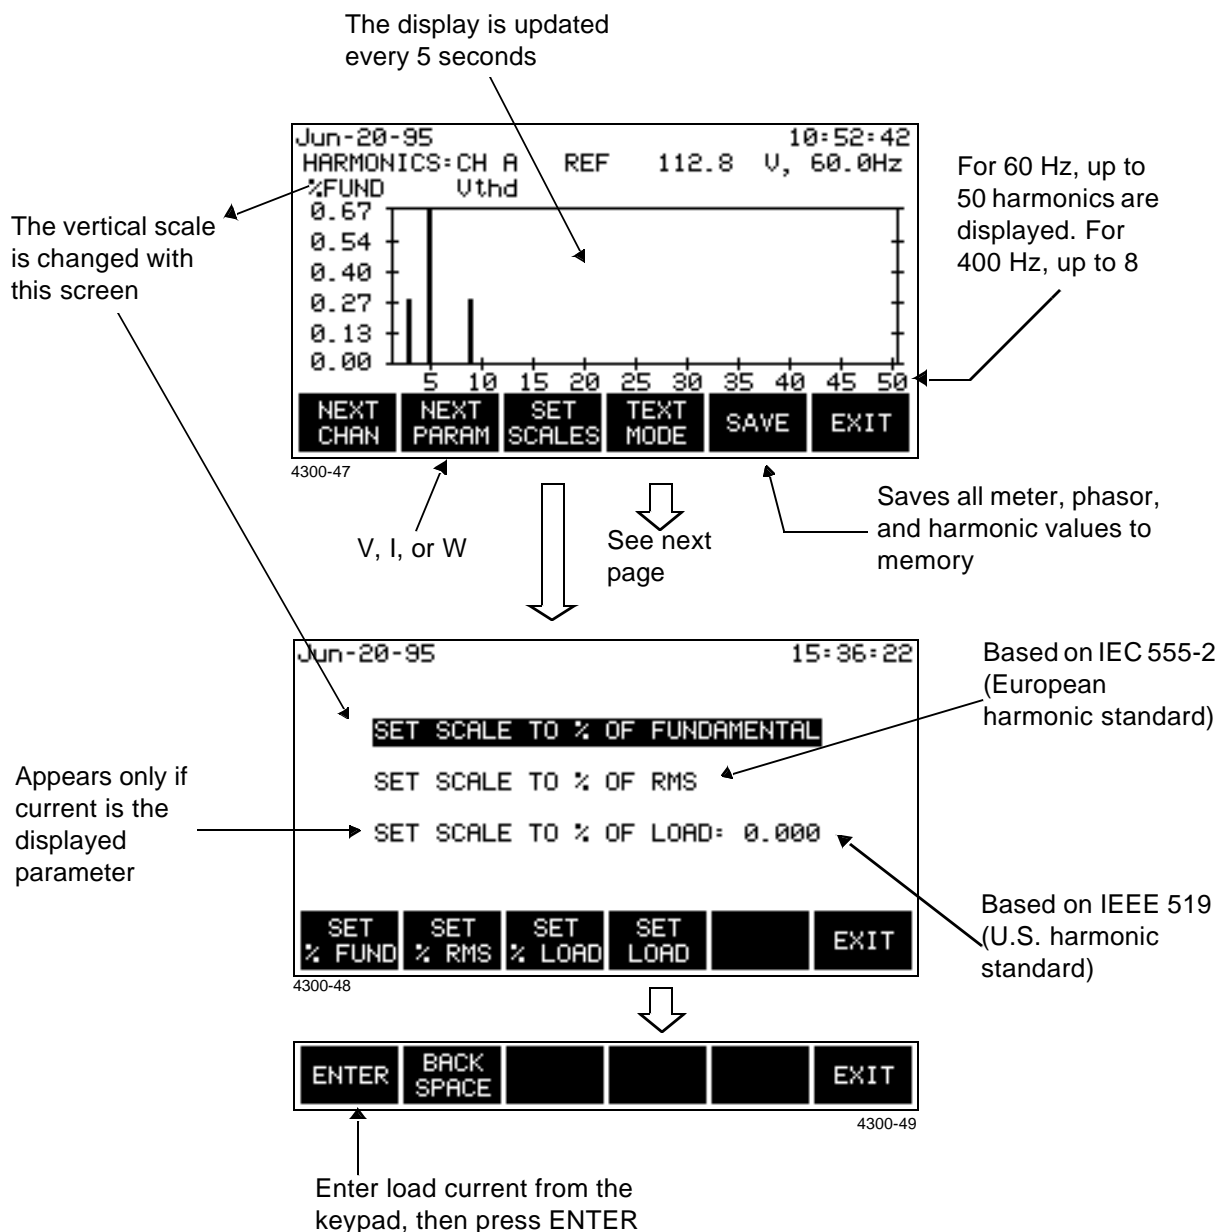 The display is updated
every 5 seconds
Jun-20-95 10:52:42
HARMONICS:CH A REF 112.8 V, 60.0Hz
%FUND Vthd
0.67
0.54
0.40
0.27
0.13
0.00
5 10 15 20 25 30 35 40 45 50
NEXT CHAN
NEXT PARAM
SET SCALES
TEXT MODE
SAVE
EXIT
4300-47
The vertical scale
is changed with
this screen
For 60 Hz, up to
50 harmonics are
displayed. For
400 Hz, up to 8
V, I, or W
See next
page
Saves all meter, phasor,
and harmonic values to
memory
Jun-20-95 15:36:22
SET SCALE TO % OF FUNDAMENTAL
SET SCALE TO % OF RMS
SET SCALE TO % OF LOAD: 0.000
SET % FUND
SET % RMS
SET % LOAD
SET LOAD
EXIT
4300-48
Based on IEC 555-2
(European
harmonic standard)
Appears only if
current is the
displayed
parameter
Based on IEEE 519
(U.S. harmonic
standard)
ENTER
BACK SPACE
EXIT
4300-49
Enter load current from the
keypad, then press ENTER